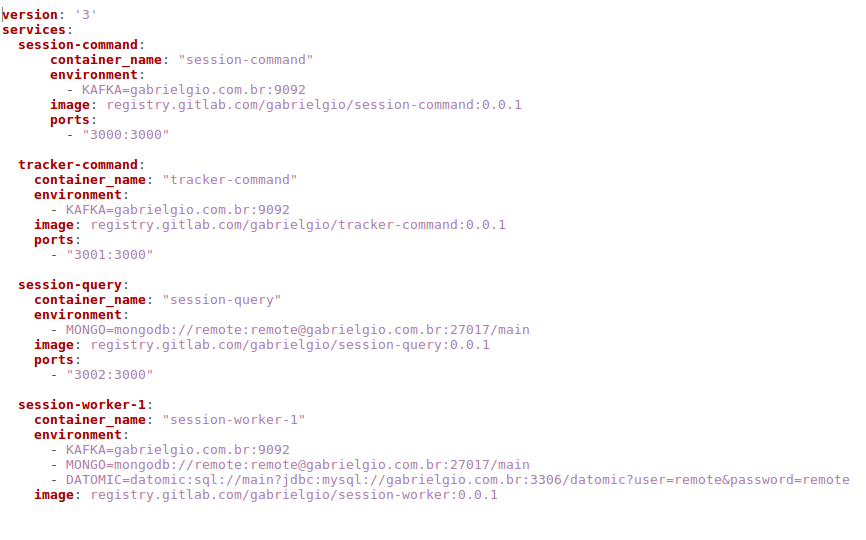 version: '3'
services:
  session-command:
      container_name: "session-command"
      environment:
        - KAFKA=gabrielgio.com.br:9092
      image: registry.gitlab.com/gabrielgio/session-command:0.0.1
      ports:
        - "3000:3000"

  tracker-command:
    container_name: "tracker-command"
    environment:
      - KAFKA=gabrielgio.com.br:9092
    image: registry.gitlab.com/gabrielgio/tracker-command:0.0.1
    ports:
      - "3001:3000"

  session-query:
    container_name: "session-query"
    environment:
      - MONGO=mongodb://remote:remote@gabrielgio.com.br:27017/main
    image: registry.gitlab.com/gabrielgio/session-query:0.0.1
    ports:
      - "3002:3000"

  session-worker-1:
    container_name: "session-worker-1"
    environment:
      - KAFKA=gabrielgio.com.br:9092
      - MONGO=mongodb://remote:remote@gabrielgio.com.br:27017/main
      - DATOMIC=datomic:sql://main?jdbc:mysql://gabrielgio.com.br:3306/datomic?user=remote&password=remote
    image: registry.gitlab.com/gabrielgio/session-worker:0.0.1